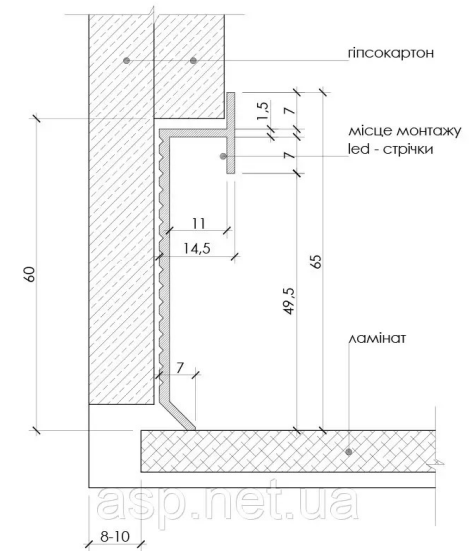 гіпсокартон
1,5
7
місце монтажу
led - стрічки
7
11
14,5
60
65
49,5
ламінат
7
asp.net.ua
8-10